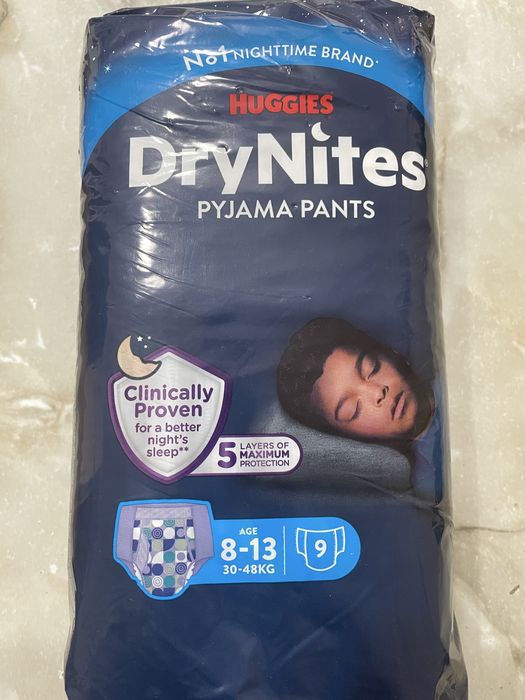 No1 NIGHTTIME BRAND*
HUGGIES
DryNites®
PYJAMA PANTS
Clinically
Proven
for a better
night's
sleep**
5 LAYERS OF
MAXIMUM
PROTECTION
AGE
8-13
30-48KG
9